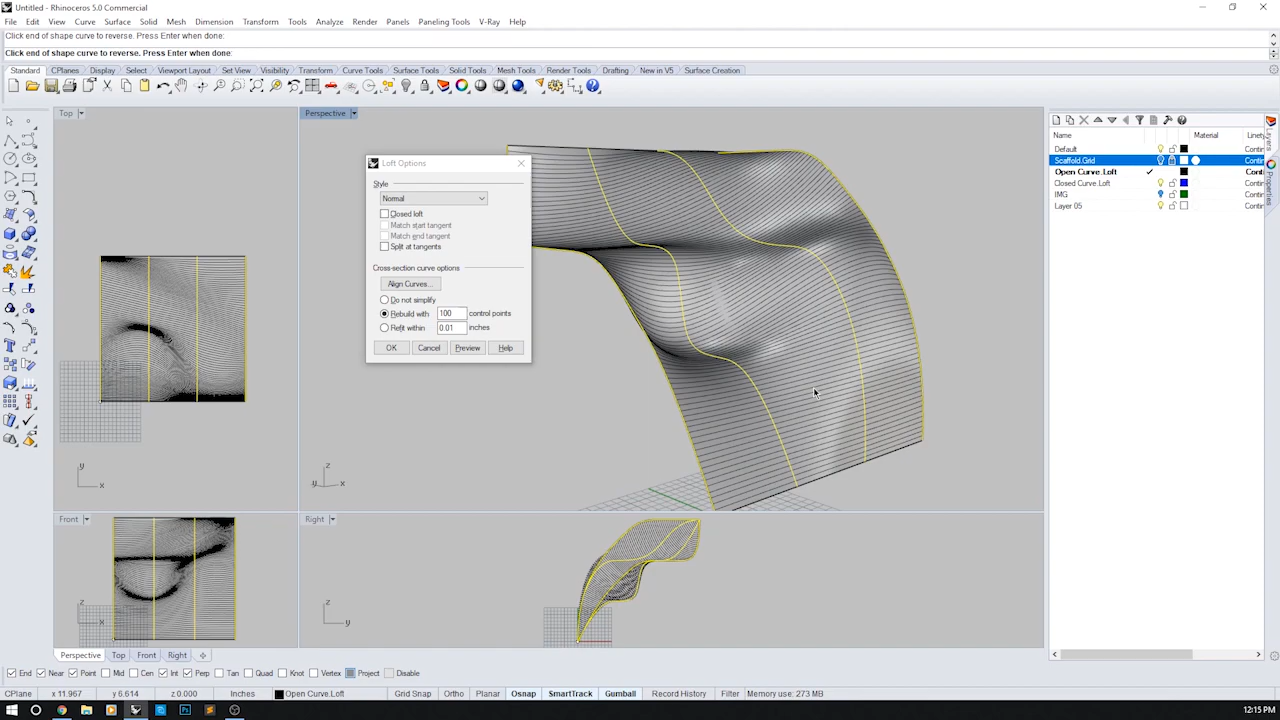 Untitled - Rhinoceros 5.0 Commercial
File Edit View Curve Surface Solid Mesh Dimension Transform Tools Analyze Render Panels Paneling Tools V-Ray Help
Click end of shape curve to reverse. Press Enter when done:
Click end of shape curve to reverse. Press Enter when done:
Standard CPlanes Display Select Viewport Layout Set View Visibility Transform Curve Tools Surface Tools Solid Tools Mesh Tools Render Tools Drafting New in V5 Surface Creation
Top
Perspective
Name Material Linety
Default Contin
Scaffold.Grid Contin
Open Curve.Loft Conti
Closed Curve.Loft Contin
IMG Contin
Layer 05 Contin
Layers
Properties
Loft Options
Style
Normal
Closed loft
Match start tangent
Match end tangent
Split at tangents
Cross-section curve options
Align Curves...
Do not simplify
Rebuild with 100 control points
Refit within 0.01 inches
OK Cancel Preview Help
y
x
z
y
x
Front
Right
z
x
z
y
Perspective Top Front Right
End Near Point Mid Cen Int Perp Tan Quad Knot Vertex Project Disable
CPlane x 11.967 y 6.614 z 0.000 Inches Open Curve.Loft Grid Snap Ortho Planar Osnap SmartTrack Gumball Record History Filter Memory use: 273 MB
12:15 PM